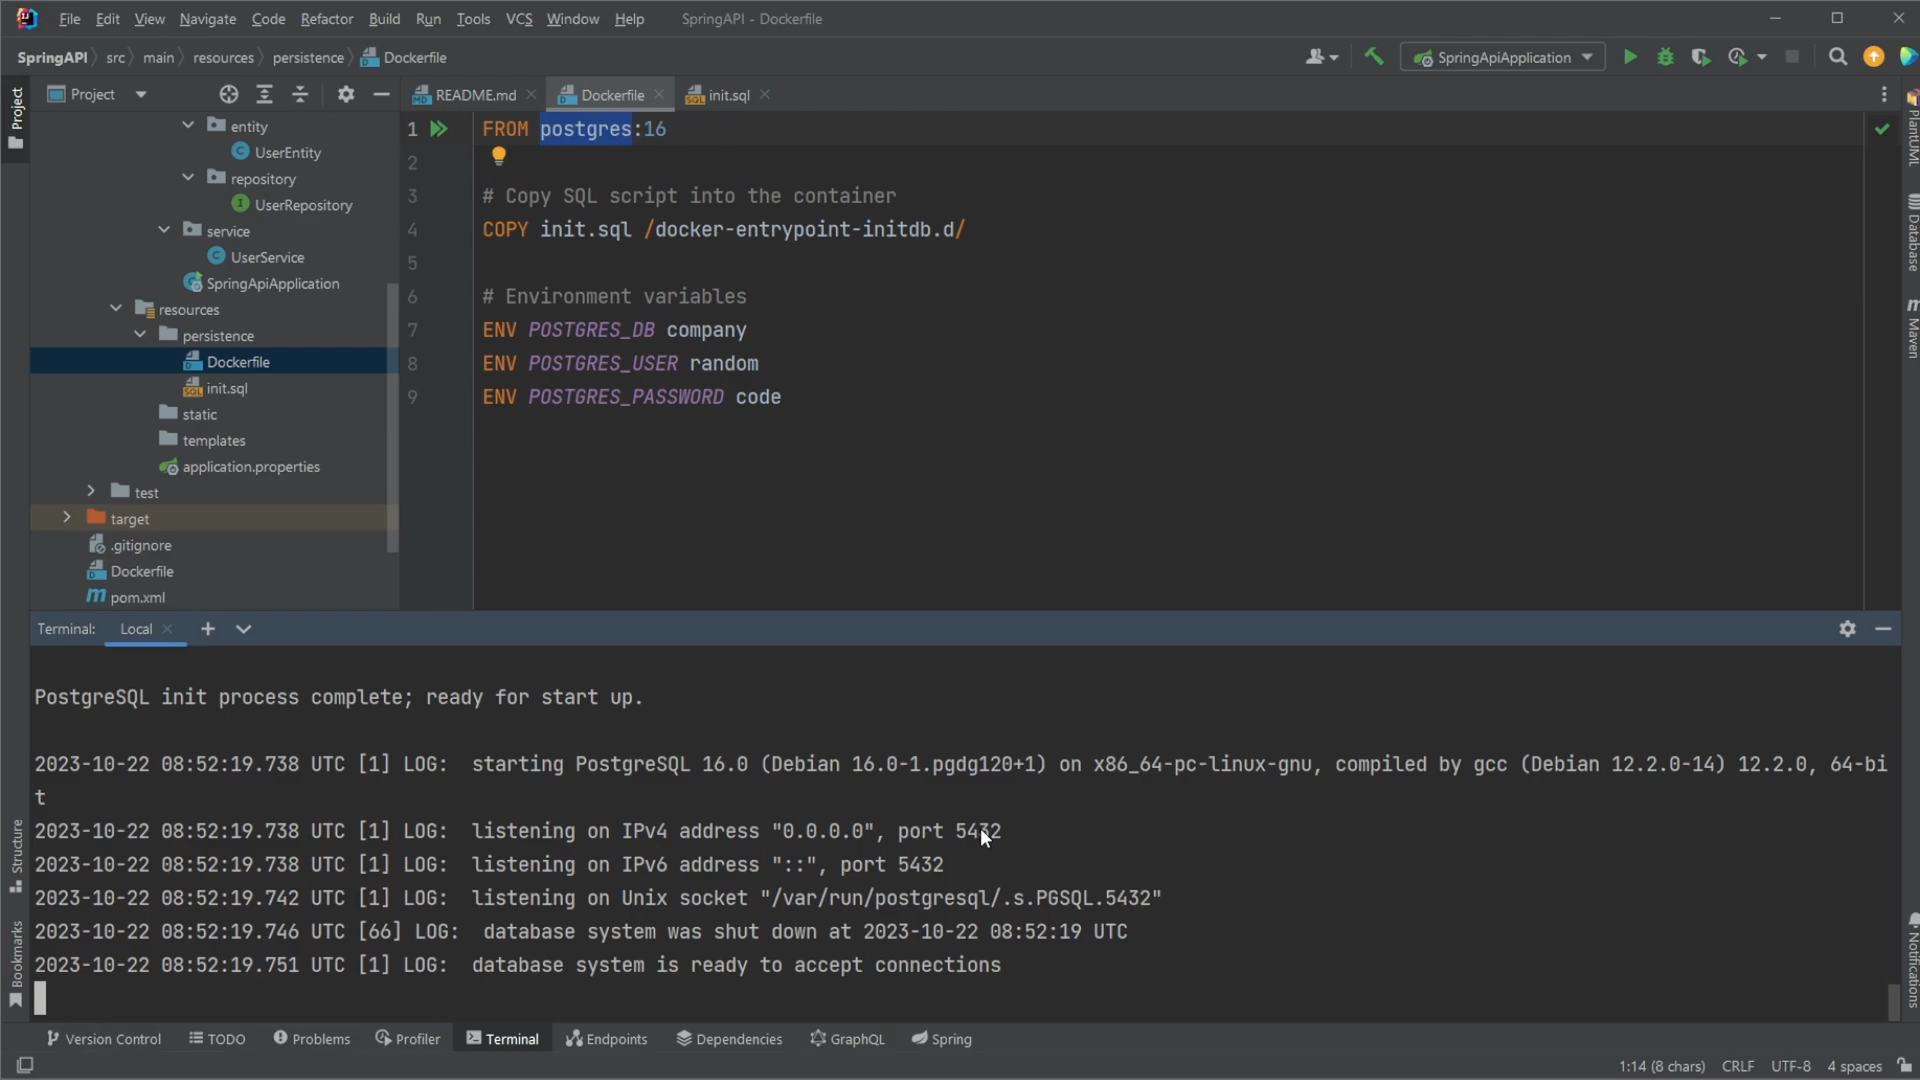 File Edit View Navigate Code Refactor Build Run Tools VCS Window Help SpringAPI - Dockerfile
SpringAPI src main resources persistence Dockerfile SpringApiApplication
Project
Project README.md Dockerfile init.sql
entity
UserEntity
repository
UserRepository
service
UserService
SpringApiApplication
resources
persistence
Dockerfile
init.sql
static
templates
application.properties
test
target
.gitignore
Dockerfile
pom.xml
1 FROM postgres:16
2
3 # Copy SQL script into the container
4 COPY init.sql /docker-entrypoint-initdb.d/
5
6 # Environment variables
7 ENV POSTGRES_DB company
8 ENV POSTGRES_USER random
9 ENV POSTGRES_PASSWORD code
PlantUML
Database
Maven
Notifications
Structure
Bookmarks
Terminal: Local
PostgreSQL init process complete; ready for start up.
2023-10-22 08:52:19.738 UTC [1] LOG:  starting PostgreSQL 16.0 (Debian 16.0-1.pgdg120+1) on x86_64-pc-linux-gnu, compiled by gcc (Debian 12.2.0-14) 12.2.0, 64-bi
t
2023-10-22 08:52:19.738 UTC [1] LOG:  listening on IPv4 address "0.0.0.0", port 5432
2023-10-22 08:52:19.738 UTC [1] LOG:  listening on IPv6 address "::", port 5432
2023-10-22 08:52:19.742 UTC [1] LOG:  listening on Unix socket "/var/run/postgresql/.s.PGSQL.5432"
2023-10-22 08:52:19.746 UTC [66] LOG:  database system was shut down at 2023-10-22 08:52:19 UTC
2023-10-22 08:52:19.751 UTC [1] LOG:  database system is ready to accept connections
Version Control TODO Problems Profiler Terminal Endpoints Dependencies GraphQL Spring
1:14 (8 chars) CRLF UTF-8 4 spaces